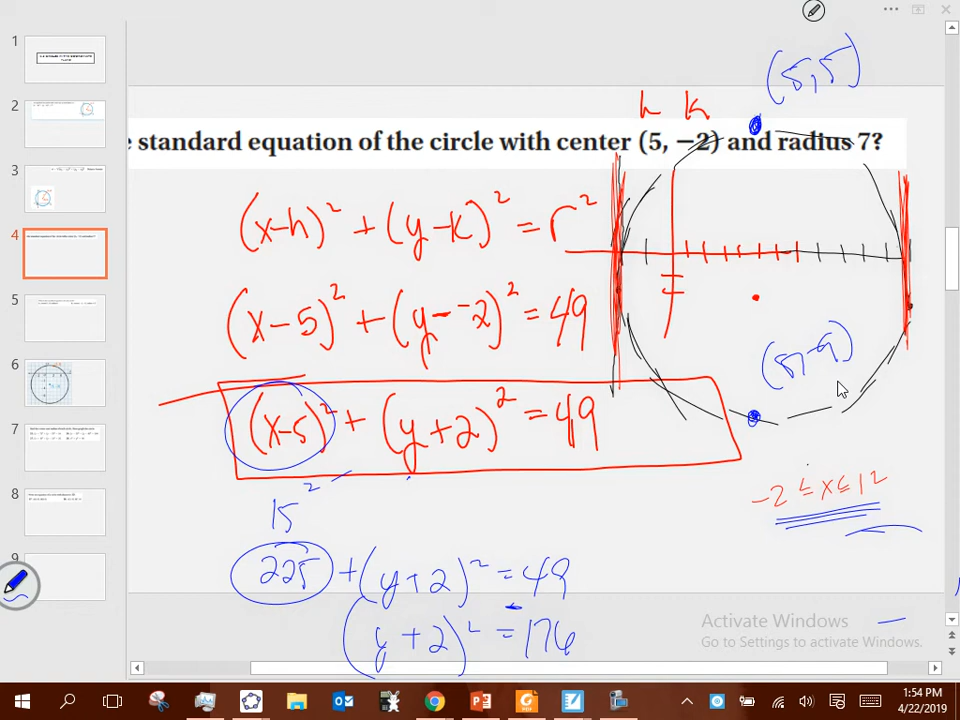 (5,5)
h k
e standard equation of the circle with center (5, −2) and radius 7?
(x-h)² + (y-k)² = r²
(x-5)² + (y--2)² = 49
(5,-9)
(x-5)² + (y+2)² = 49
-2 ≤ x ≤ 12
15²
225 + (y+2)² = 49
(y+2)² = 176
Activate Windows
Go to Settings to activate Windows.
1
2
3
4
5
6
7
8
9
1:54 PM
4/22/2019